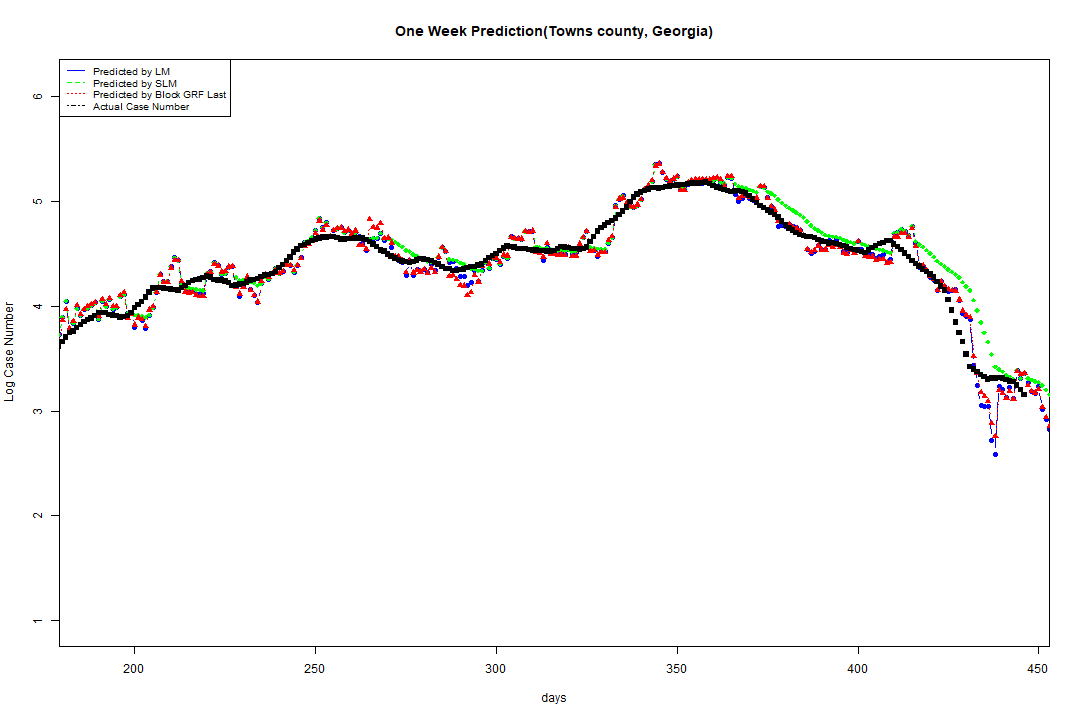 One Week Prediction(Towns county, Georgia)
Predicted by LM
Predicted by SLM
Predicted by Block GRF Last
Actual Case Number
6
5
4
3
2
1
Log Case Number
200
250
300
350
400
450
days